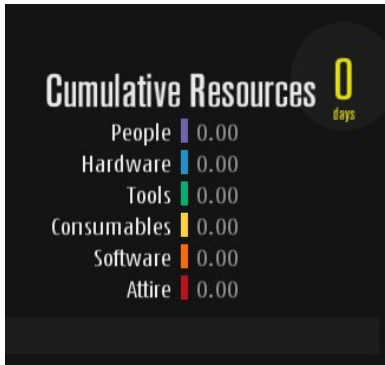 Cumulative Resources 0
days
People 0.00
Hardware 0.00
Tools 0.00
Consumables 0.00
Software 0.00
Attire 0.00